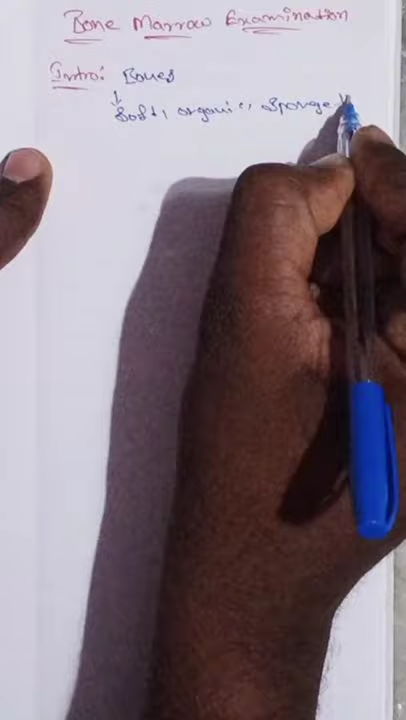 Bone Marrow Examination
Intro: Bones
↓
Soft, organic, Sponge